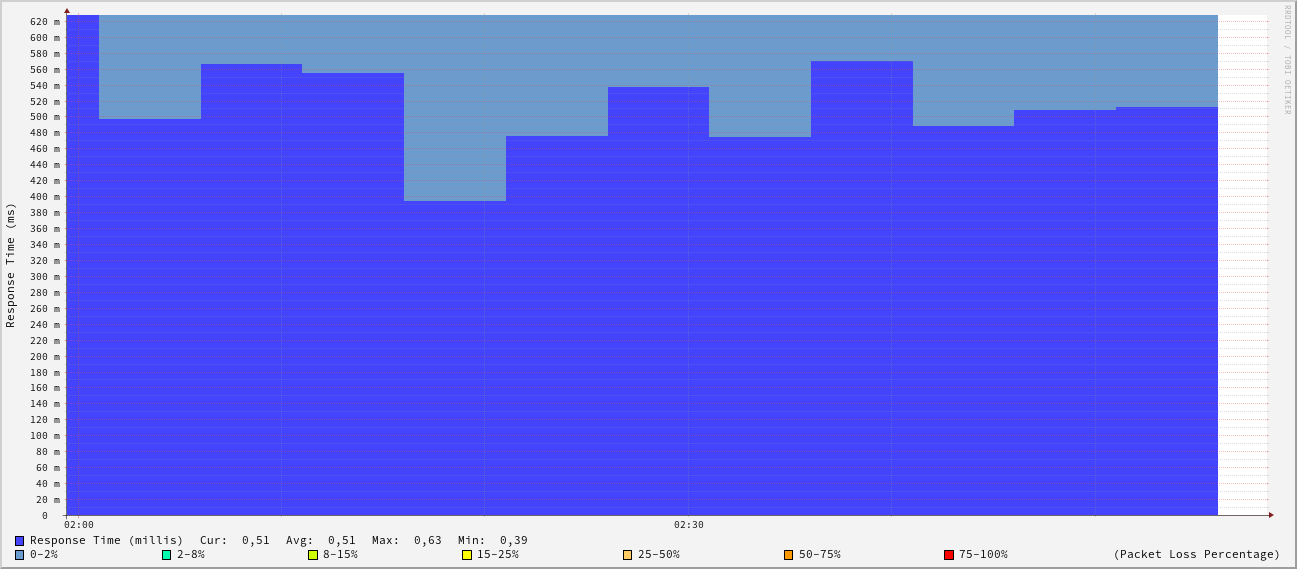 RRDTOOL / TOBI OETIKER
Response Time (ms)
620 m
600 m
580 m
560 m
540 m
520 m
500 m
480 m
460 m
440 m
420 m
400 m
380 m
360 m
340 m
320 m
300 m
280 m
260 m
240 m
220 m
200 m
180 m
160 m
140 m
120 m
100 m
80 m
60 m
40 m
20 m
0
02:00 02:30
Response Time (millis) Cur: 0,51 Avg: 0,51 Max: 0,63 Min: 0,39
0-2% 2-8% 8-15% 15-25% 25-50% 50-75% 75-100% (Packet Loss Percentage)